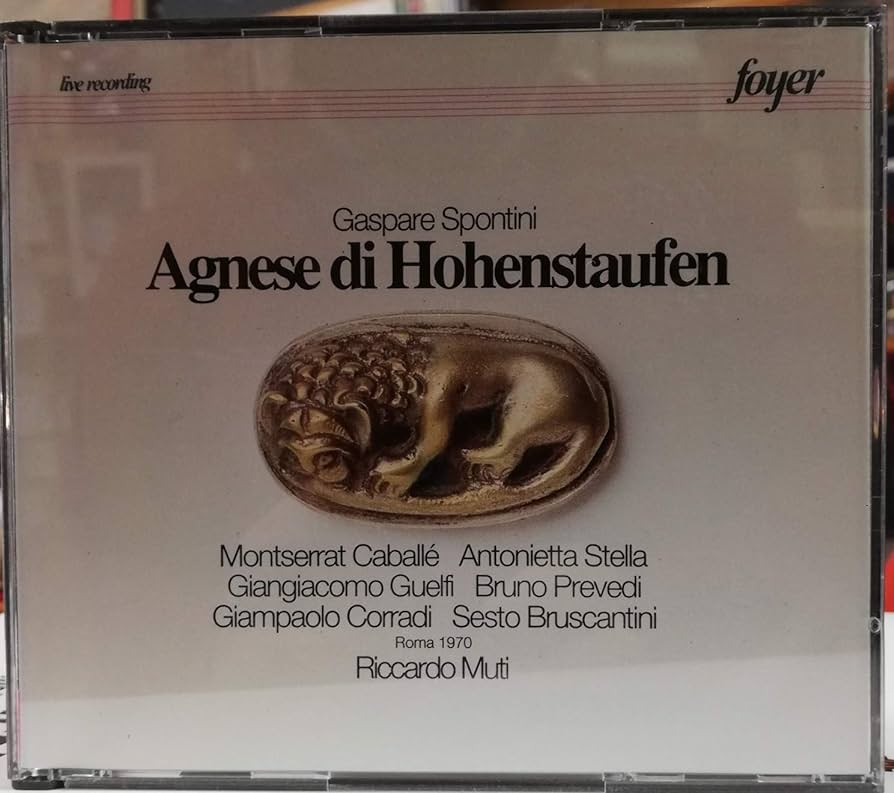 live recording
foyer
Gaspare Spontini
Agnese di Hohenstaufen
Montserrat Caballé Antonietta Stella
Giangiacomo Guelfi Bruno Prevedi
Giampaolo Corradi Sesto Bruscantini
Roma 1970
Riccardo Muti